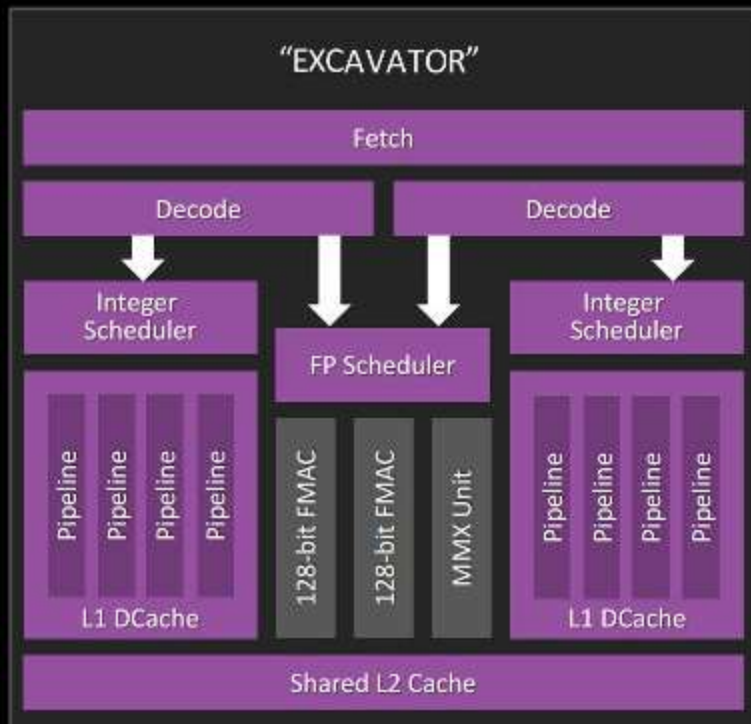 “EXCAVATOR”
Fetch
Decode
Decode
Integer
Scheduler
FP Scheduler
Integer
Scheduler
Pipeline
Pipeline
Pipeline
Pipeline
L1 DCache
128-bit FMAC
128-bit FMAC
MMX Unit
Pipeline
Pipeline
Pipeline
Pipeline
L1 DCache
Shared L2 Cache